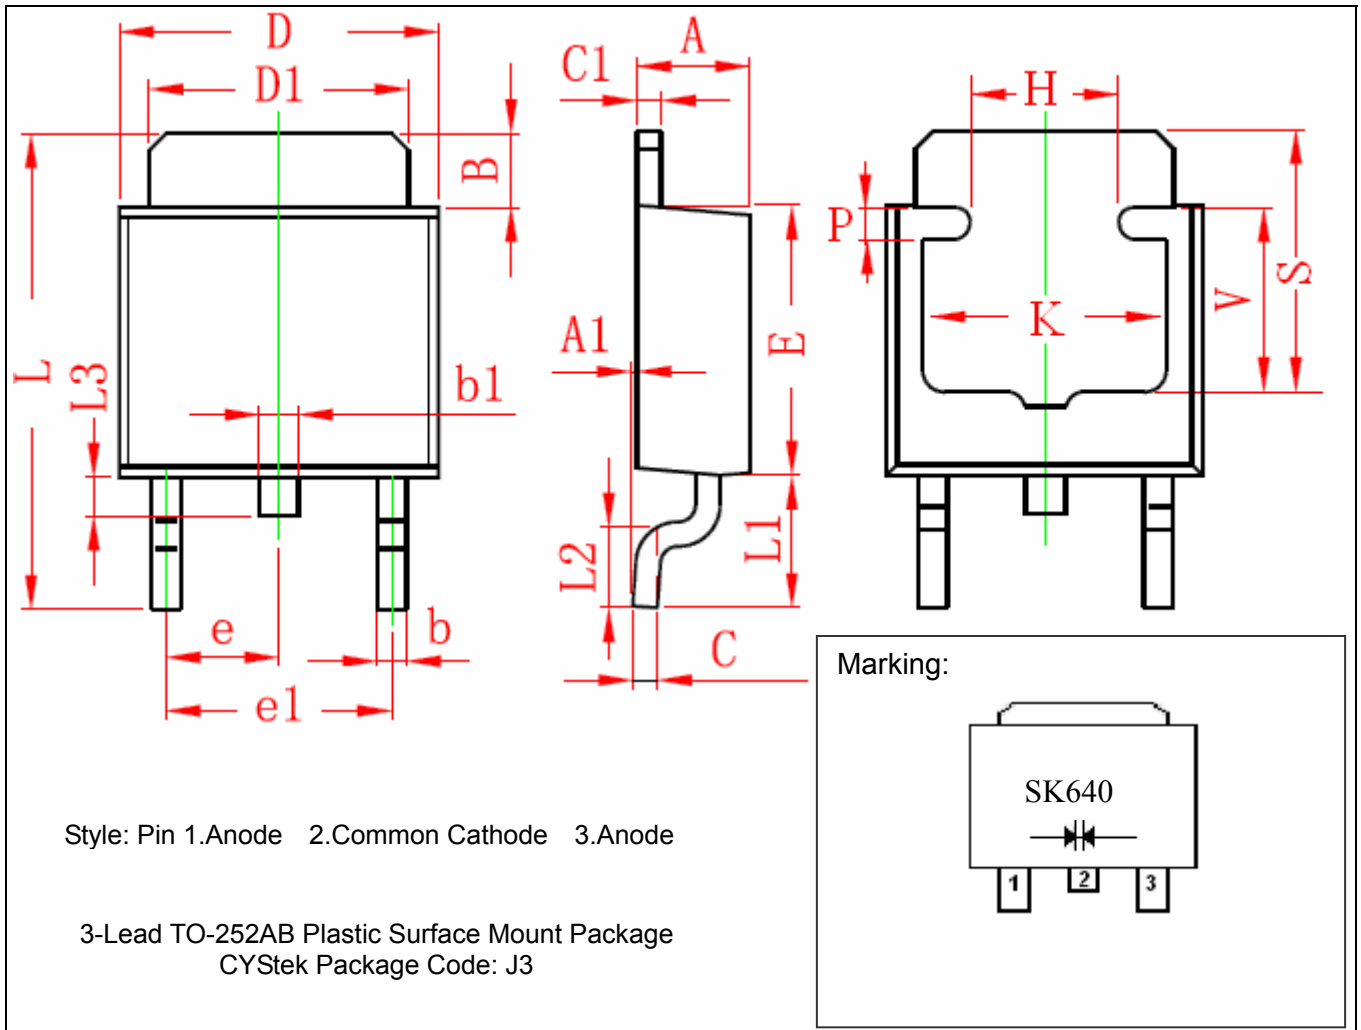 D
D1
A
C1
H
B
P
S
V
K
A1
E
L
L3
b1
L2
L1
e
b
C
e1
Marking:
SK640
1 2 3
Style: Pin 1.Anode 2.Common Cathode 3.Anode
3-Lead TO-252AB Plastic Surface Mount Package
CYStek Package Code: J3